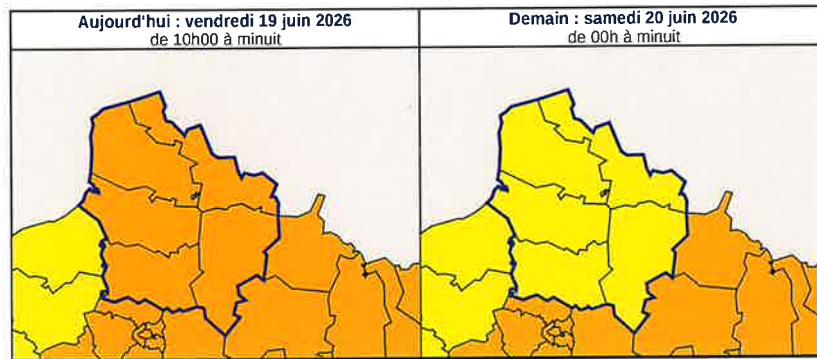 Aujourd'hui : vendredi 19 juin 2026
de 10h00 à minuit
Demain : samedi 20 juin 2026
de 00h à minuit